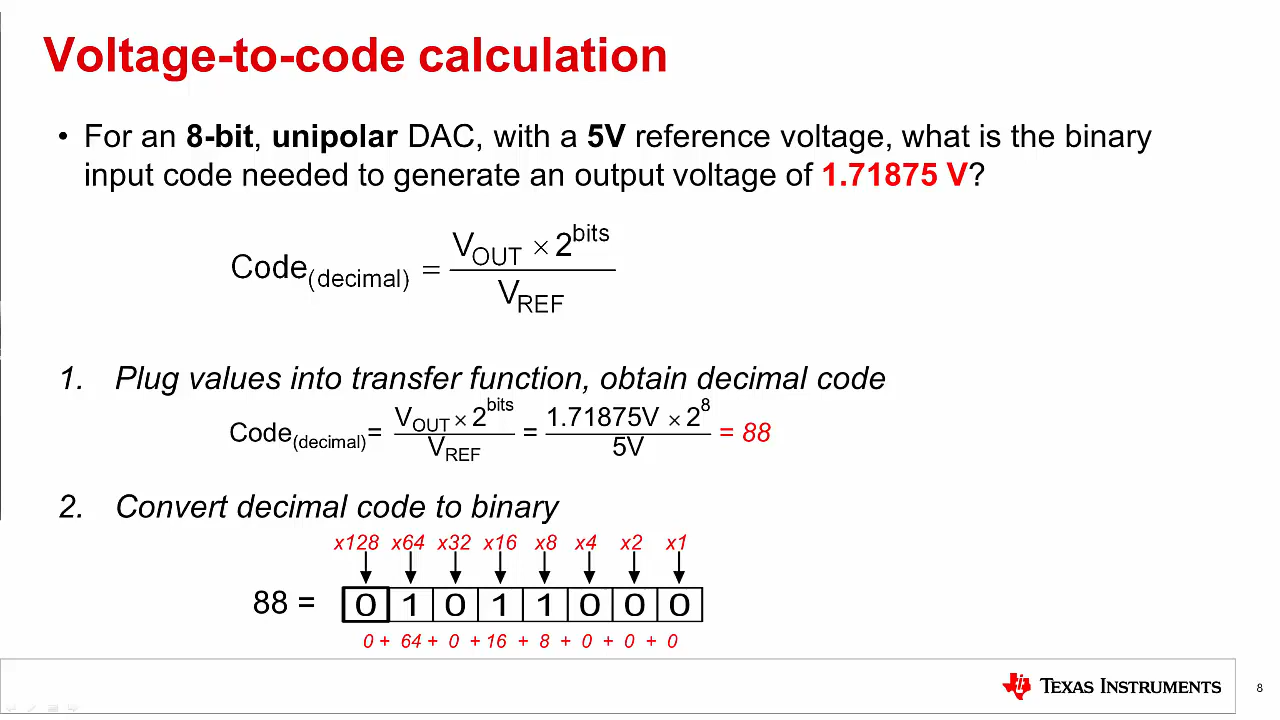 Voltage-to-code calculation
• For an 8-bit, unipolar DAC, with a 5V reference voltage, what is the binary
input code needed to generate an output voltage of 1.71875 V?
Code(decimal) = VOUT × 2^bits / VREF
1. Plug values into transfer function, obtain decimal code
Code(decimal)= VOUT × 2^bits / VREF = 1.71875V × 2^8 / 5V = 88
2. Convert decimal code to binary
x128 x64 x32 x16 x8 x4 x2 x1
88 = 0 1 0 1 1 0 0 0
0 + 64 + 0 + 16 + 8 + 0 + 0 + 0
TEXAS INSTRUMENTS
8